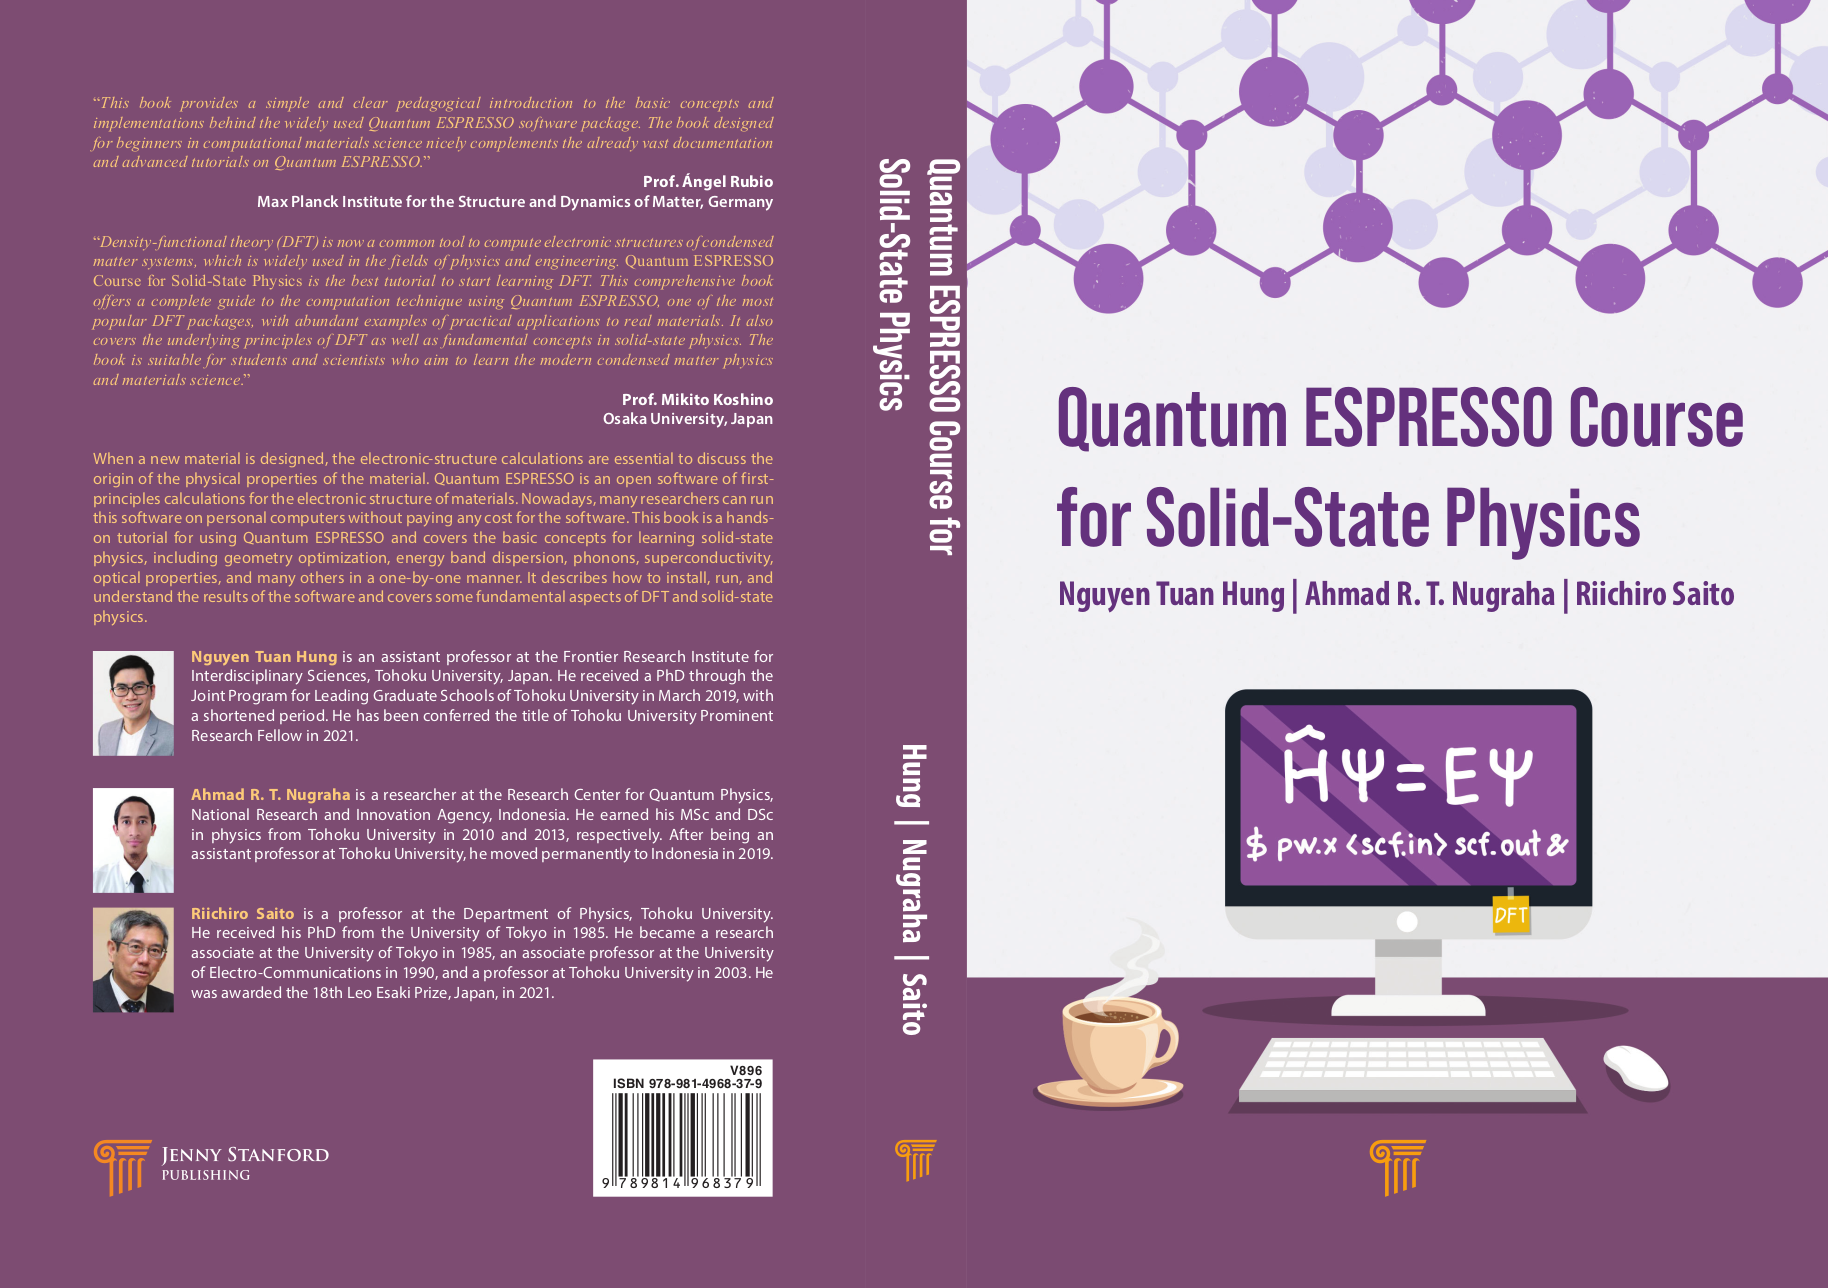 “This book provides a simple and clear pedagogical introduction to the basic concepts and
implementations behind the widely used Quantum ESPRESSO software package. The book designed
for beginners in computational materials science nicely complements the already vast documentation
and advanced tutorials on Quantum ESPRESSO.”
Prof. Ángel Rubio
Max Planck Institute for the Structure and Dynamics of Matter, Germany
“Density-functional theory (DFT) is now a common tool to compute electronic structures of condensed
matter systems, which is widely used in the fields of physics and engineering. Quantum ESPRESSO
Course for Solid-State Physics is the best tutorial to start learning DFT. This comprehensive book
offers a complete guide to the computation technique using Quantum ESPRESSO, one of the most
popular DFT packages, with abundant examples of practical applications to real materials. It also
covers the underlying principles of DFT as well as fundamental concepts in solid-state physics. The
book is suitable for students and scientists who aim to learn the modern condensed matter physics
and materials science.”
Prof. Mikito Koshino
Osaka University, Japan
When a new material is designed, the electronic-structure calculations are essential to discuss the
origin of the physical properties of the material. Quantum ESPRESSO is an open software of first-
principles calculations for the electronic structure of materials. Nowadays, many researchers can run
this software on personal computers without paying any cost for the software. This book is a hands-
on tutorial for using Quantum ESPRESSO and covers the basic concepts for learning solid-state
physics, including geometry optimization, energy band dispersion, phonons, superconductivity,
optical properties, and many others in a one-by-one manner. It describes how to install, run, and
understand the results of the software and covers some fundamental aspects of DFT and solid-state
physics.
Nguyen Tuan Hung is an assistant professor at the Frontier Research Institute for
Interdisciplinary Sciences, Tohoku University, Japan. He received a PhD through the
Joint Program for Leading Graduate Schools of Tohoku University in March 2019, with
a shortened period. He has been conferred the title of Tohoku University Prominent
Research Fellow in 2021.
Ahmad R. T. Nugraha is a researcher at the Research Center for Quantum Physics,
National Research and Innovation Agency, Indonesia. He earned his MSc and DSc
in physics from Tohoku University in 2010 and 2013, respectively. After being an
assistant professor at Tohoku University, he moved permanently to Indonesia in 2019.
Riichiro Saito is a professor at the Department of Physics, Tohoku University.
He received his PhD from the University of Tokyo in 1985. He became a research
associate at the University of Tokyo in 1985, an associate professor at the University
of Electro-Communications in 1990, and a professor at Tohoku University in 2003. He
was awarded the 18th Leo Esaki Prize, Japan, in 2021.
V896
ISBN 978-981-4968-37-9
9 789814 968379
JENNY STANFORD
PUBLISHING
Quantum ESPRESSO Course for
Solid-State Physics
Hung | Nugraha | Saito
Quantum ESPRESSO Course
for Solid-State Physics
Nguyen Tuan Hung | Ahmad R. T. Nugraha | Riichiro Saito
ĤΨ=EΨ
$ pw.x <scf.in> scf.out &
DFT